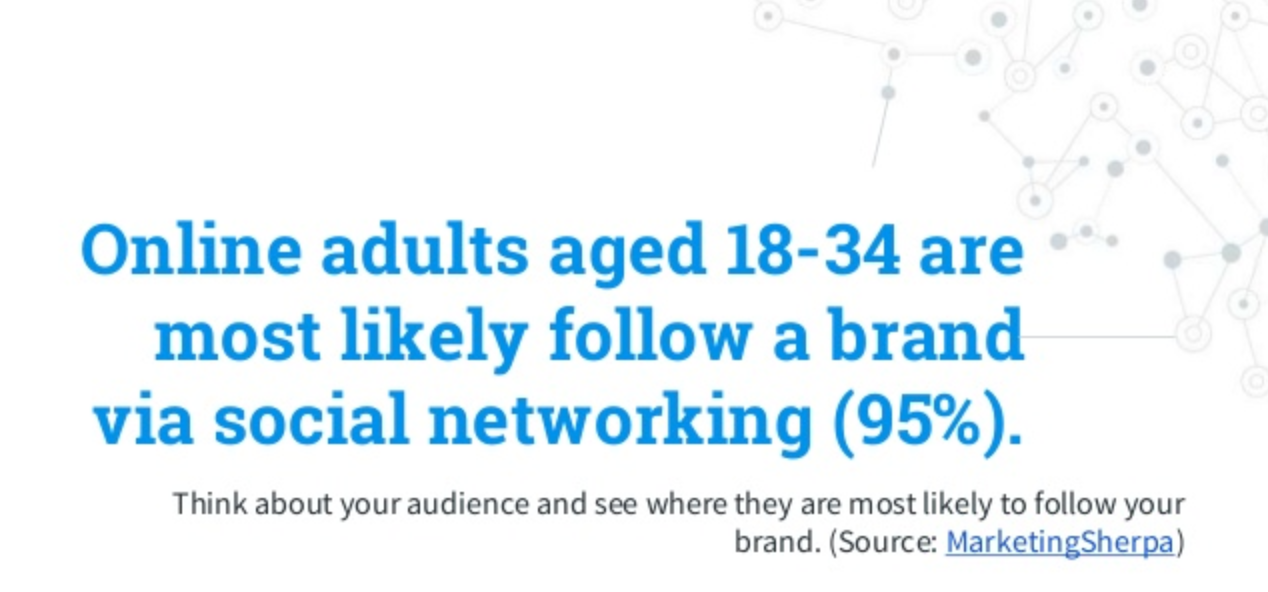 Online adults aged 18-34 are
most likely follow a brand
via social networking (95%).
Think about your audience and see where they are most likely to follow your
brand. (Source: MarketingSherpa)